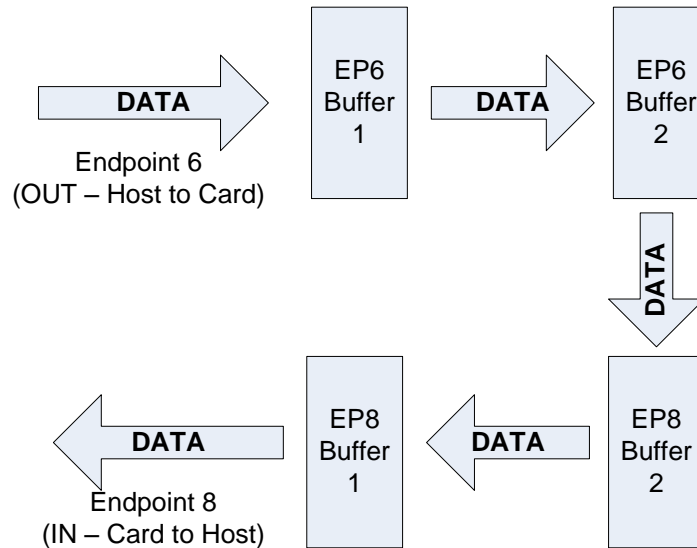 DATA
EP6
Buffer
1
DATA
EP6
Buffer
2
Endpoint 6
(OUT – Host to Card)
DATA
DATA
EP8
Buffer
1
DATA
EP8
Buffer
2
Endpoint 8
(IN – Card to Host)